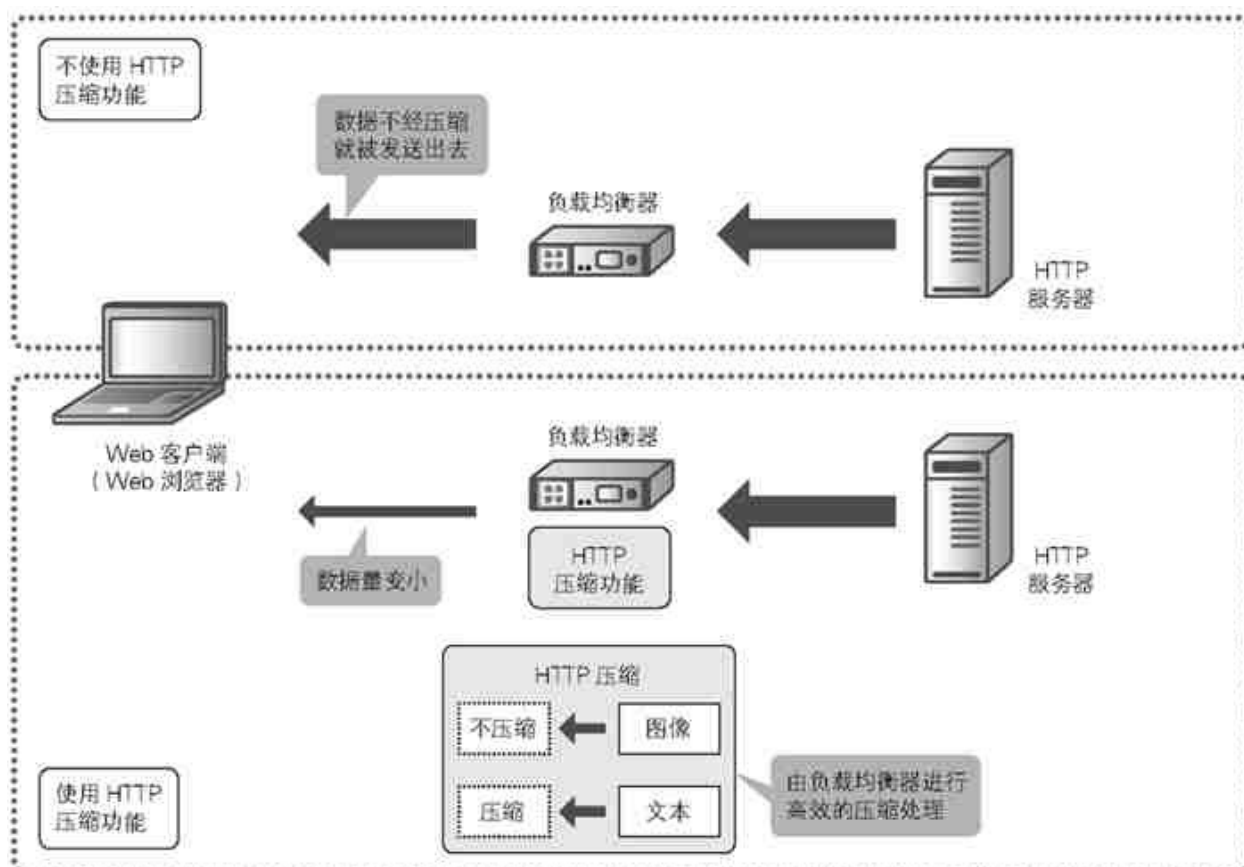 不使用 HTTP
压缩功能
数据不经压缩
就被发送出去
负载均衡器
HTTP
服务器
Web 客户端
（Web 浏览器）
负载均衡器
HTTP
压缩功能
数据量变小
HTTP
服务器
HTTP 压缩
不压缩
图像
压缩
文本
由负载均衡器进行
高效的压缩处理
使用 HTTP
压缩功能